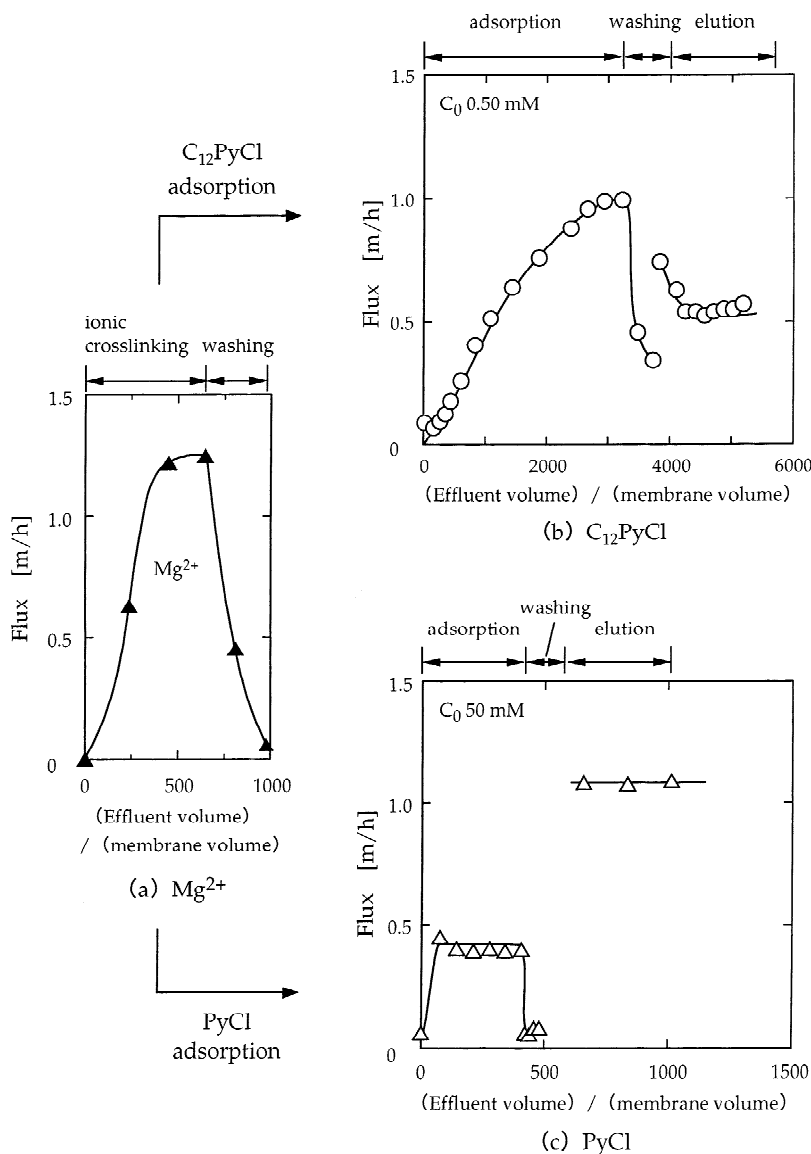 C₁₂PyCl
adsorption
ionic
crosslinking washing
1.5
1.0
0.5
0
Flux [m/h]
Mg²⁺
0 500 1000
(Effluent volume)
/ (membrane volume)
(a) Mg²⁺
PyCl
adsorption
adsorption washing elution
1.5
1.0
0.5
0
Flux [m/h]
C₀ 0.50 mM
0 2000 4000 6000
(Effluent volume) / (membrane volume)
(b) C₁₂PyCl
washing
adsorption elution
1.5
1.0
0.5
0
Flux [m/h]
C₀ 50 mM
0 500 1000 1500
(Effluent volume) / (membrane volume)
(c) PyCl